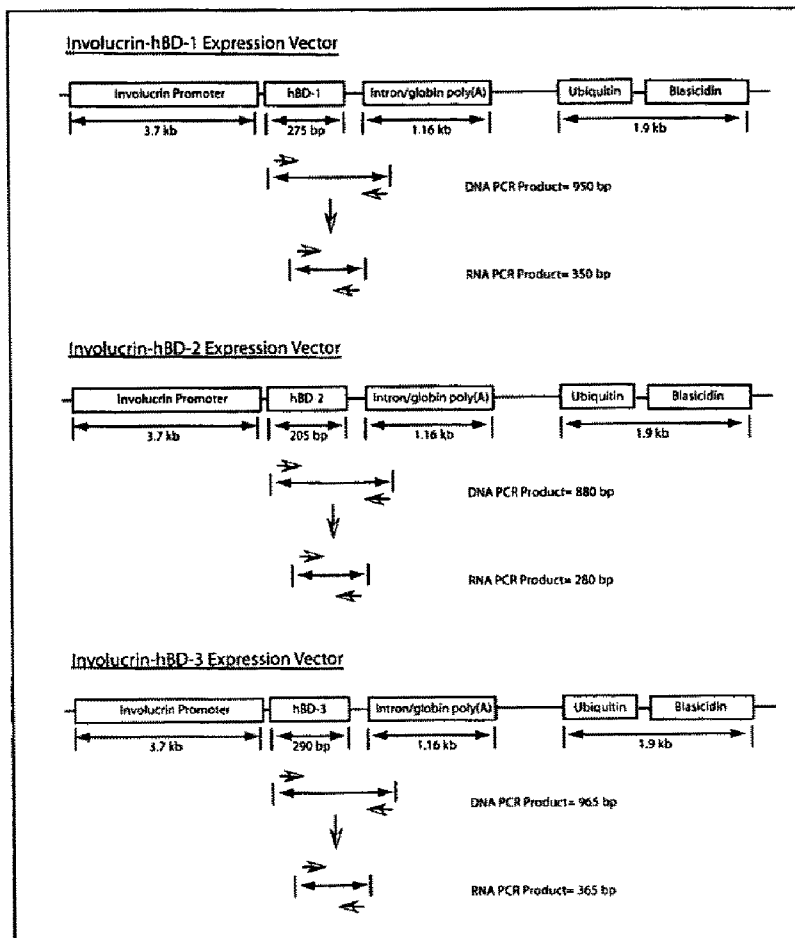 Involucrin-hBD-1 Expression Vector
Involucrin Promoter hBD-1 Intron/globin poly(A) Ubiquitin Blasicidin
3.7 kb 275 bp 1.16 kb 1.9 kb
DNA PCR Product= 950 bp
RNA PCR Product= 350 bp
Involucrin-hBD-2 Expression Vector
Involucrin Promoter hBD 2 Intron/globin poly(A) Ubiquitin Blasicidin
3.7 kb 205 bp 1.16 kb 1.9 kb
DNA PCR Product= 880 bp
RNA PCR Product= 280 bp
Involucrin-hBD-3 Expression Vector
Involucrin Promoter hBD-3 Intron/globin poly(A) Ubiquitin Blasicidin
3.7 kb 290 bp 1.16 kb 1.9 kb
DNA PCR Product= 965 bp
RNA PCR Product= 365 bp